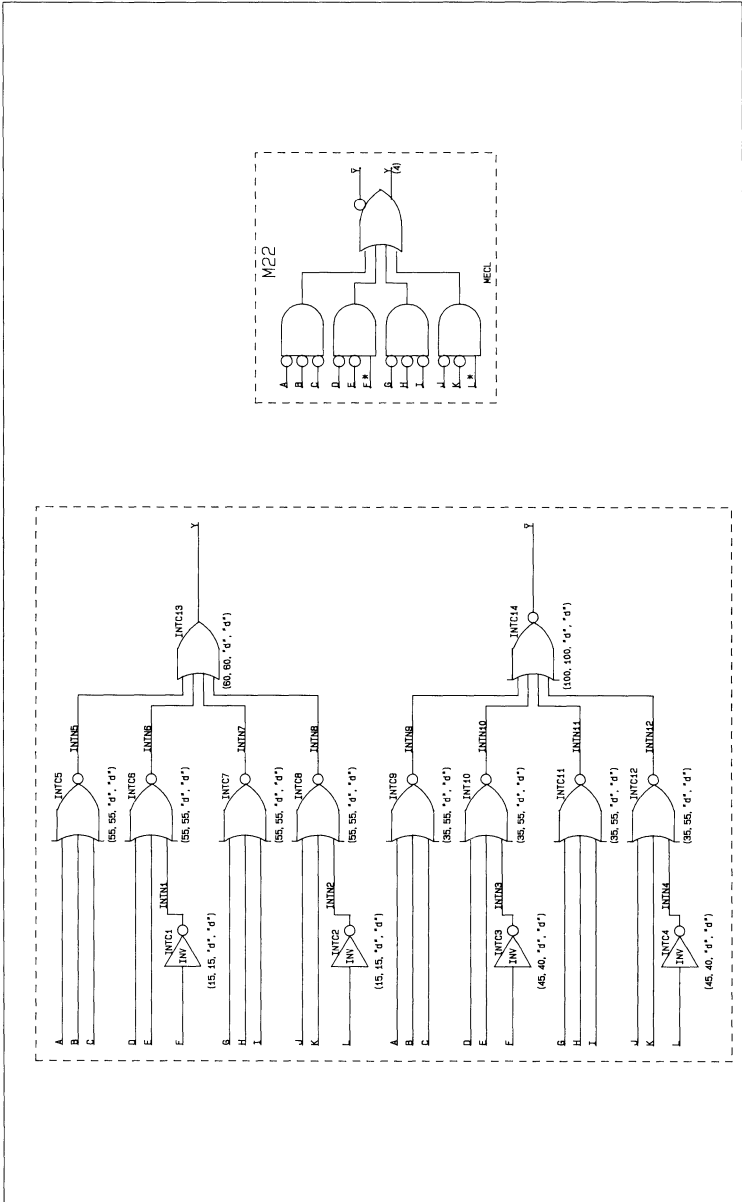 M22
A
B
C
D
E
F*
G
H
I
J
K
L*
Ȳ
Y
(4)
MECL
A
B
C
INTC5
(55, 55, "d", "d")
INTN5
D
E
F
INTC1
INV
(15, 15, "d", "d")
INTN1
INTC6
(55, 55, "d", "d")
INTN6
G
H
I
INTC7
(55, 55, "d", "d")
INTN7
J
K
L
INTC2
INV
(15, 15, "d", "d")
INTN2
INTC8
(55, 55, "d", "d")
INTN8
INTC13
(60, 60, "d", "d")
Y
A
B
C
INTC9
(35, 55, "d", "d")
INTN9
D
E
F
INTC3
INV
(45, 40, "d", "d")
INTN3
INT10
(35, 55, "d", "d")
INTN10
G
H
I
INTC11
(35, 55, "d", "d")
INTN11
J
K
L
INTC4
INV
(45, 40, "d", "d")
INTN4
INTC12
(35, 55, "d", "d")
INTN12
INTC14
(100, 100, "d", "d")
Ȳ